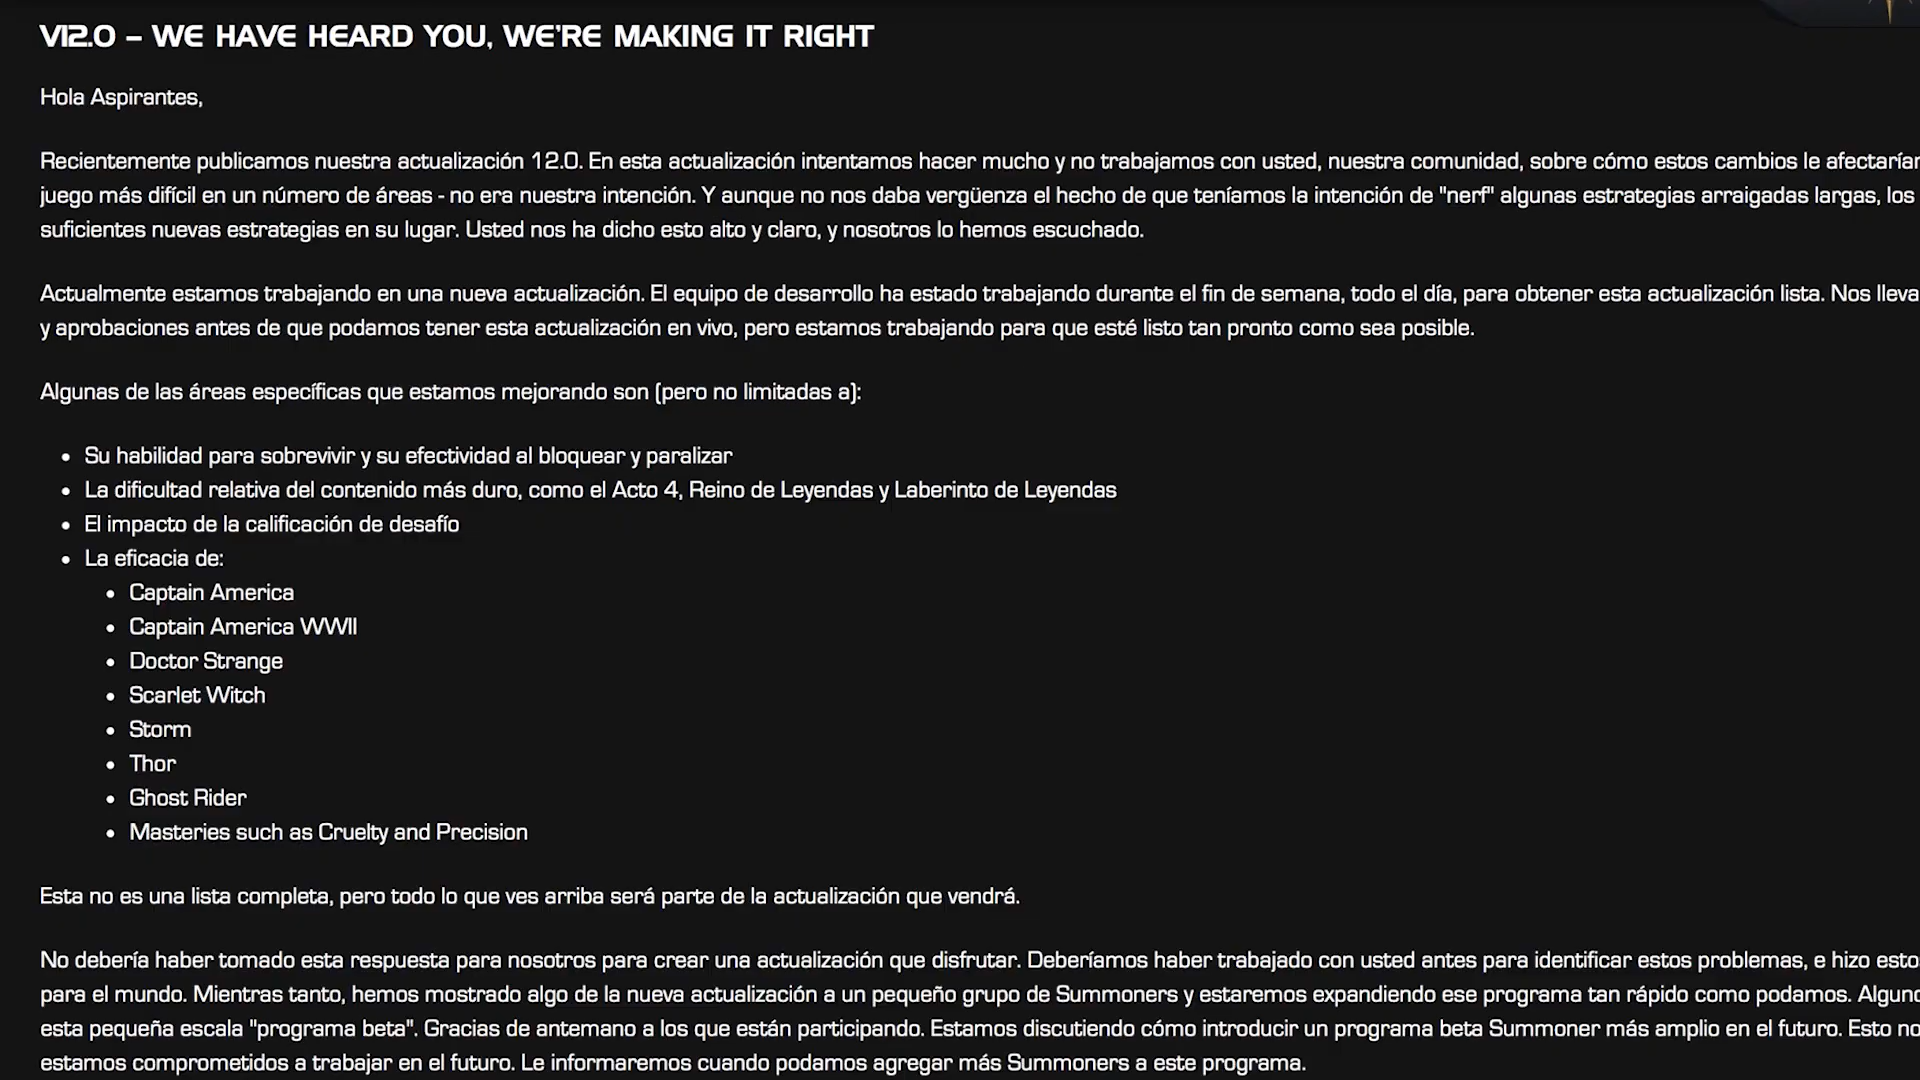 V12.0 – WE HAVE HEARD YOU, WE'RE MAKING IT RIGHT
Hola Aspirantes,
Recientemente publicamos nuestra actualización 12.0. En esta actualización intentamos hacer mucho y no trabajamos con usted, nuestra comunidad, sobre cómo estos cambios le afectarían
juego más difícil en un número de áreas - no era nuestra intención. Y aunque no nos daba vergüenza el hecho de que teníamos la intención de "nerf" algunas estrategias arraigadas largas, los
suficientes nuevas estrategias en su lugar. Usted nos ha dicho esto alto y claro, y nosotros lo hemos escuchado.
Actualmente estamos trabajando en una nueva actualización. El equipo de desarrollo ha estado trabajando durante el fin de semana, todo el día, para obtener esta actualización lista. Nos lleva
y aprobaciones antes de que podamos tener esta actualización en vivo, pero estamos trabajando para que esté listo tan pronto como sea posible.
Algunas de las áreas específicas que estamos mejorando son (pero no limitadas a):
• Su habilidad para sobrevivir y su efectividad al bloquear y paralizar
• La dificultad relativa del contenido más duro, como el Acto 4, Reino de Leyendas y Laberinto de Leyendas
• El impacto de la calificación de desafío
• La eficacia de:
• Captain America
• Captain America WWII
• Doctor Strange
• Scarlet Witch
• Storm
• Thor
• Ghost Rider
• Masteries such as Cruelty and Precision
Esta no es una lista completa, pero todo lo que ves arriba será parte de la actualización que vendrá.
No debería haber tomado esta respuesta para nosotros para crear una actualización que disfrutar. Deberíamos haber trabajado con usted antes para identificar estos problemas, e hizo
para el mundo. Mientras tanto, hemos mostrado algo de la nueva actualización a un pequeño grupo de Summoners y estaremos expandiendo ese programa tan rápido como podamos.
esta pequeña escala "programa beta". Gracias de antemano a los que están participando. Estamos discutiendo cómo introducir un programa beta Summoner más amplio en el futuro. Esto no
estamos comprometidos a trabajar en el futuro. Le informaremos cuando podamos agregar más Summoners a este programa.